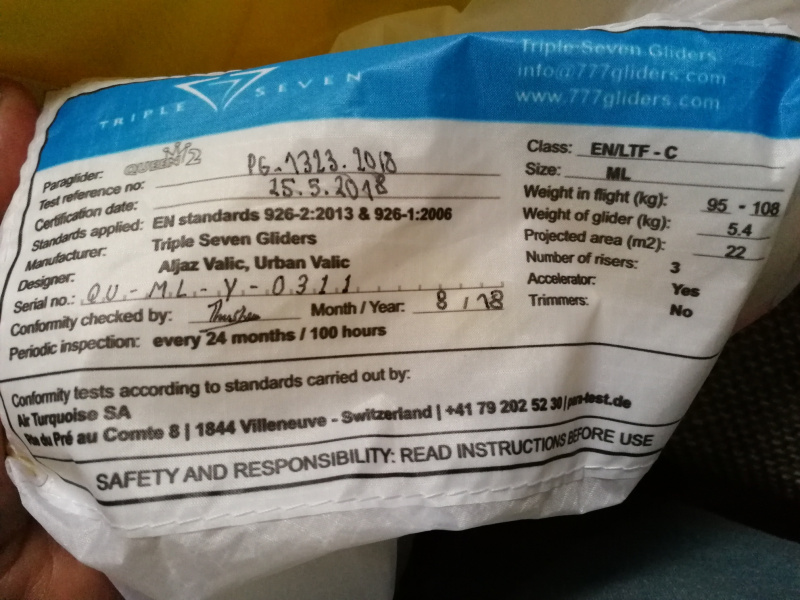 TRIPLE SEVEN
Triple Seven Gliders
info@777gliders.com
www.777gliders.com
Paraglider: QUEEN 2
Test reference no: PG-1323.2018
Certification date: 25.5.2018
Standards applied: EN standards 926-2:2013 & 926-1:2006
Manufacturer: Triple Seven Gliders
Designer: Aljaz Valic, Urban Valic
Serial no.: QU-ML-Y-0311
Conformity checked by: Month / Year: 8 / 18
Periodic inspection: every 24 months / 100 hours
Class: EN/LTF - C
Size: ML
Weight in flight (kg): 95 - 108
Weight of glider (kg): 5.4
Projected area (m2): 22
Number of risers: 3
Accelerator: Yes
Trimmers: No
Conformity tests according to standards carried out by:
Air Turquoise SA
du Pré au Comte 8 | 1844 Villeneuve - Switzerland | +41 79 202 52 30 |
SAFETY AND RESPONSIBILITY: READ INSTRUCTIONS BEFORE USE